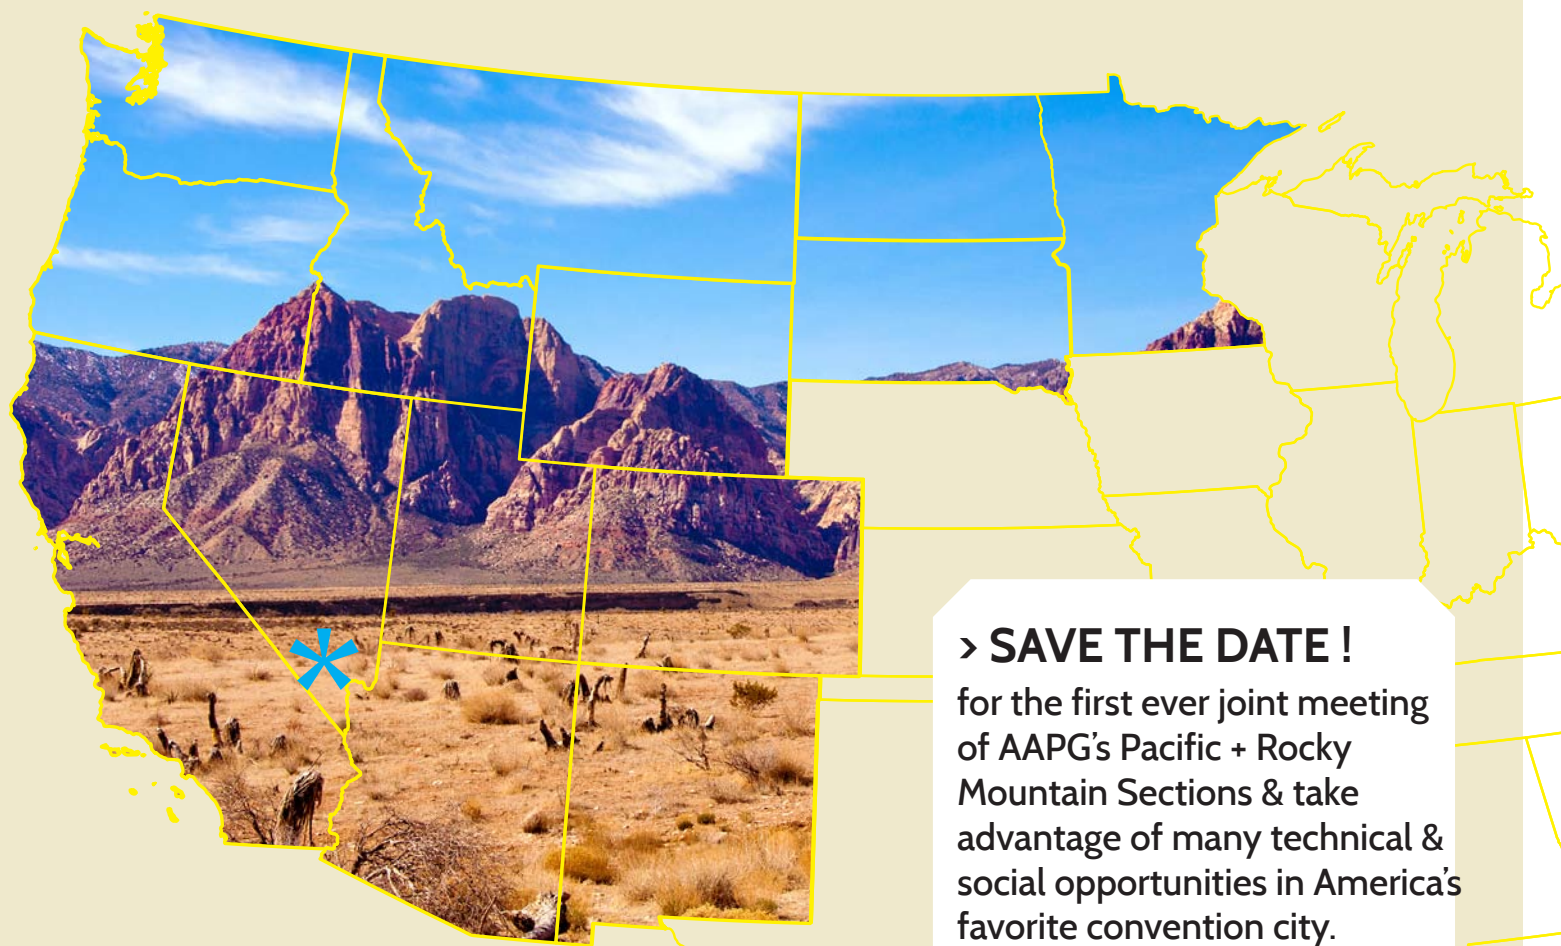 › SAVE THE DATE !
for the first ever joint meeting
of AAPG's Pacific + Rocky
Mountain Sections & take
advantage of many technical &
social opportunities in America's
favorite convention city.